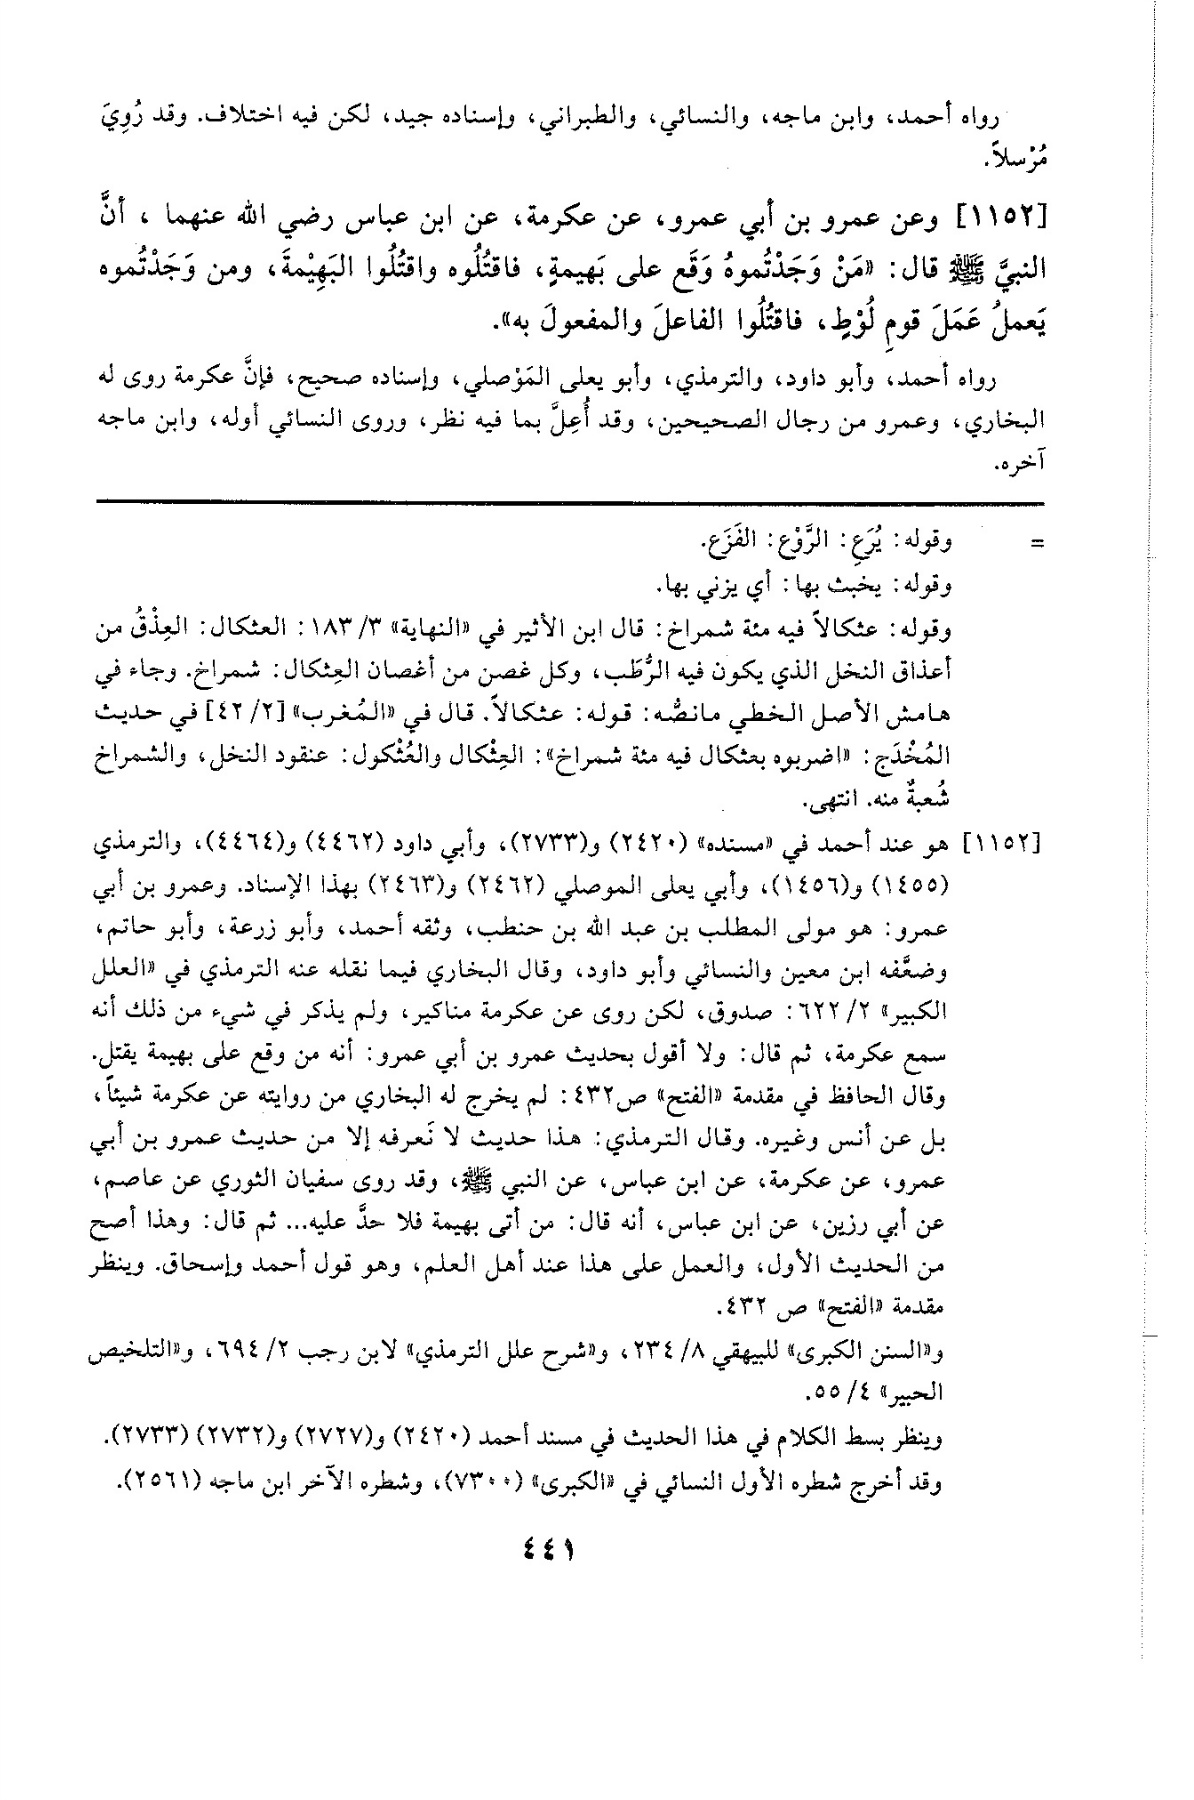 رواه أحمد، وابن ماجه، والنسائي، والطبراني، وإسناده جيد، لكن فيه اختلاف. وقد رُوِيَ
مُرْسلاً.
[١١٥٢] وعن عمرو بن أبي عمرو، عن عكرمة، عن ابن عباس رضي الله عنهما ، أنَّ
النبيَّ ﷺ قال: «مَنْ وَجَدْتُموهُ وَقَع على بَهيمةٍ، فاقتُلُوه واقتُلُوا البَهِيْمةَ، ومن وَجَدْتُموه
يَعملُ عَمَلَ قومِ لُوْطٍ، فاقتُلُوا الفاعلَ والمفعولَ به».
رواه أحمد، وأبو داود، والترمذي، وأبو يعلى المَوْصلي، وإسناده صحيح، فإنَّ عكرمة روى له
البخاري، وعمرو من رجال الصحيحين، وقد أُعِلَّ بما فيه نظر، وروى النسائي أوله، وابن ماجه
آخره.
= وقوله: يُرَعِ: الرَّوْع: الفَزَع.
وقوله: يخبث بها: أي يزني بها.
وقوله: عثكالاً فيه مئة شمراخ: قال ابن الأثير في «النهاية» ٣/ ١٨٣: العثكال: العِذْقُ من
أعذاق النخل الذي يكون فيه الرُّطَب، وكل غصن من أغصان العِثكال: شمراخ. وجاء في
هامش الأصل الخطي مانصُّه: قوله: عثكالاً. قال في «المُغرب» [٢/ ٤٢] في حديث
المُخْدَج: «اضربوه بعثكال فيه مئة شمراخ»: العِثْكال والعُثْكول: عنقود النخل، والشمراخ
شُعبةٌ منه. انتهى.
[١١٥٢] هو عند أحمد في «مسنده» (٢٤٢٠) و(٢٧٣٣)، وأبي داود (٤٤٦٢) و(٤٤٦٤)، والترمذي
(١٤٥٥) و(١٤٥٦)، وأبي يعلى الموصلي (٢٤٦٢) و(٢٤٦٣) بهذا الإسناد. وعمرو بن أبي
عمرو: هو مولى المطلب بن عبد الله بن حنطب، وثقه أحمد، وأبو زرعة، وأبو حاتم،
وضعَّفه ابن معين والنسائي وأبو داود، وقال البخاري فيما نقله عنه الترمذي في «العلل
الكبير» ٢/ ٦٢٢: صدوق، لكن روى عن عكرمة مناكير، ولم يذكر في شيء من ذلك أنه
سمع عكرمة، ثم قال: ولا أقول بحديث عمرو بن أبي عمرو: أنه من وقع على بهيمة يقتل.
وقال الحافظ في مقدمة «الفتح» ص٤٣٢: لم يخرج له البخاري من روايته عن عكرمة شيئاً،
بل عن أنس وغيره. وقال الترمذي: هذا حديث لا نَعرفه إلا من حديث عمرو بن أبي
عمرو، عن عكرمة، عن ابن عباس، عن النبي ﷺ، وقد روى سفيان الثوري عن عاصم،
عن أبي رزين، عن ابن عباس، أنه قال: من أتى بهيمة فلا حدَّ عليه... ثم قال: وهذا أصح
من الحديث الأول، والعمل على هذا عند أهل العلم، وهو قول أحمد وإسحاق. وينظر
مقدمة «الفتح» ص ٤٣٢.
و«السنن الكبرى» للبيهقي ٨/ ٢٣٤، و«شرح علل الترمذي» لابن رجب ٢/ ٦٩٤، و«التلخيص
الحبير» ٤/ ٥٥.
وينظر بسط الكلام في هذا الحديث في مسند أحمد (٢٤٢٠) و(٢٧٢٧) و(٢٧٣٢) (٢٧٣٣).
وقد أخرج شطره الأول النسائي في «الكبرى» (٧٣٠٠)، وشطره الآخر ابن ماجه (٢٥٦١).
٤٤١